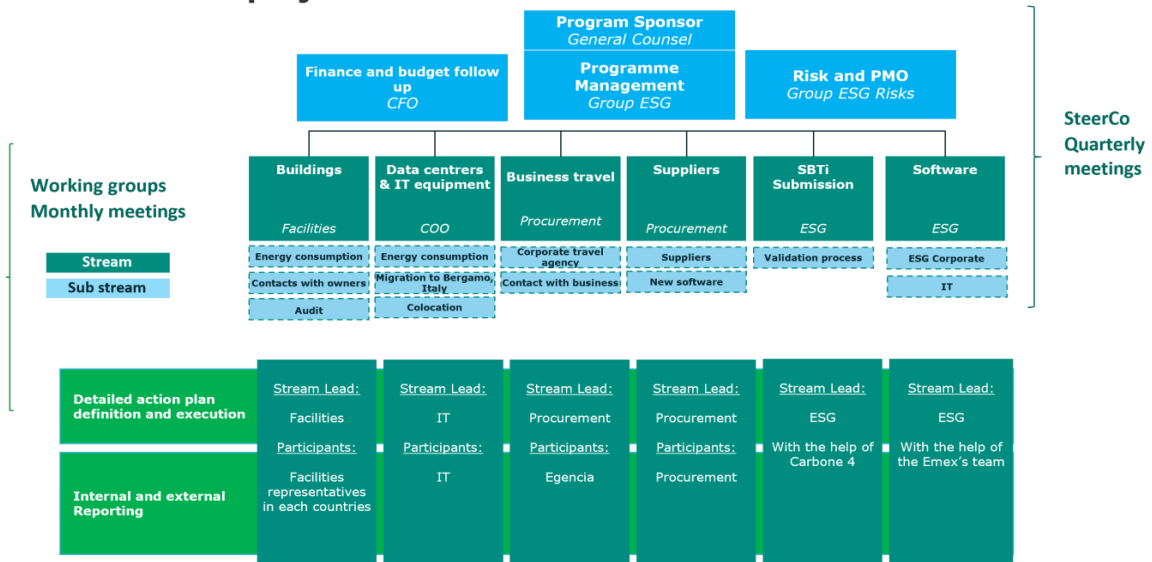 Program Sponsor
General Counsel
Finance and budget follow
up
CFO
Programme
Management
Group ESG
Risk and PMO
Group ESG Risks
SteerCo
Quarterly
meetings
Working groups
Monthly meetings
Stream
Sub stream
Buildings
Facilities
Energy consumption
Contacts with owners
Audit
Data centrers
& IT equipment
COO
Energy consumption
Migration to Bergamo,
Italy
Colocation
Business travel
Procurement
Corporate travel
agency
Contact with business
Suppliers
Procurement
Suppliers
New software
SBTi
Submission
ESG
Validation process
Software
ESG
ESG Corporate
IT
Detailed action plan
definition and execution
Internal and external
Reporting
Stream Lead:
Facilities
Participants:
Facilities
representatives
in each countries
Stream Lead:
IT
Participants:
IT
Stream Lead:
Procurement
Participants:
Egencia
Stream Lead:
Procurement
Participants:
Procurement
Stream Lead:
ESG
With the help of
Carbone 4
Stream Lead:
ESG
With the help of
the Emex's team